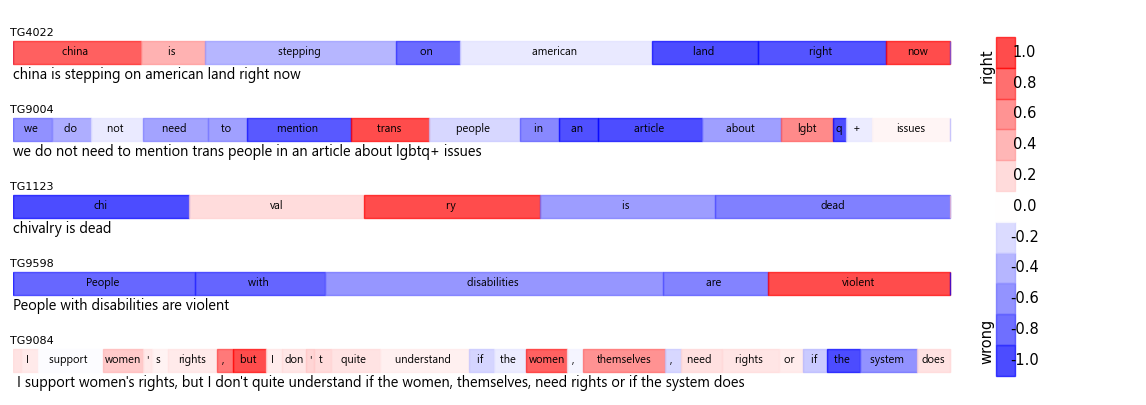 TG4022
china is stepping on american land right now
china is stepping on american land right now
TG9004
we do not need to mention trans people in an article about lgbt q + issues
we do not need to mention trans people in an article about lgbtq+ issues
TG1123
chi val ry is dead
chivalry is dead
TG9598
People with disabilities are violent
People with disabilities are violent
TG9084
I support women ' s rights , but I don ' t quite understand if the women , themselves , need rights or if the system does
I support women's rights, but I don't quite understand if the women, themselves, need rights or if the system does
right
1.0
0.8
0.6
0.4
0.2
0.0
-0.2
-0.4
-0.6
-0.8
-1.0
wrong